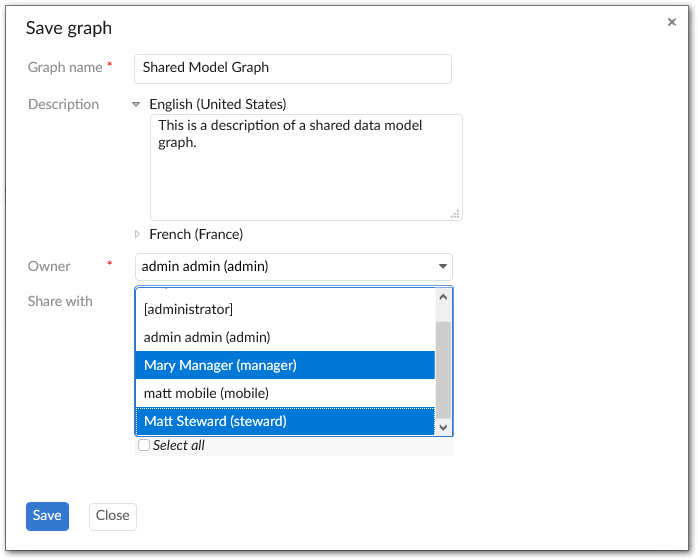 Save graph
×
Graph name * Shared Model Graph
Description English (United States)
This is a description of a shared data model
graph.
French (France)
Owner * admin admin (admin)
Share with
[administrator]
admin admin (admin)
Mary Manager (manager)
matt mobile (mobile)
Matt Steward (steward)
Select all
Save Close